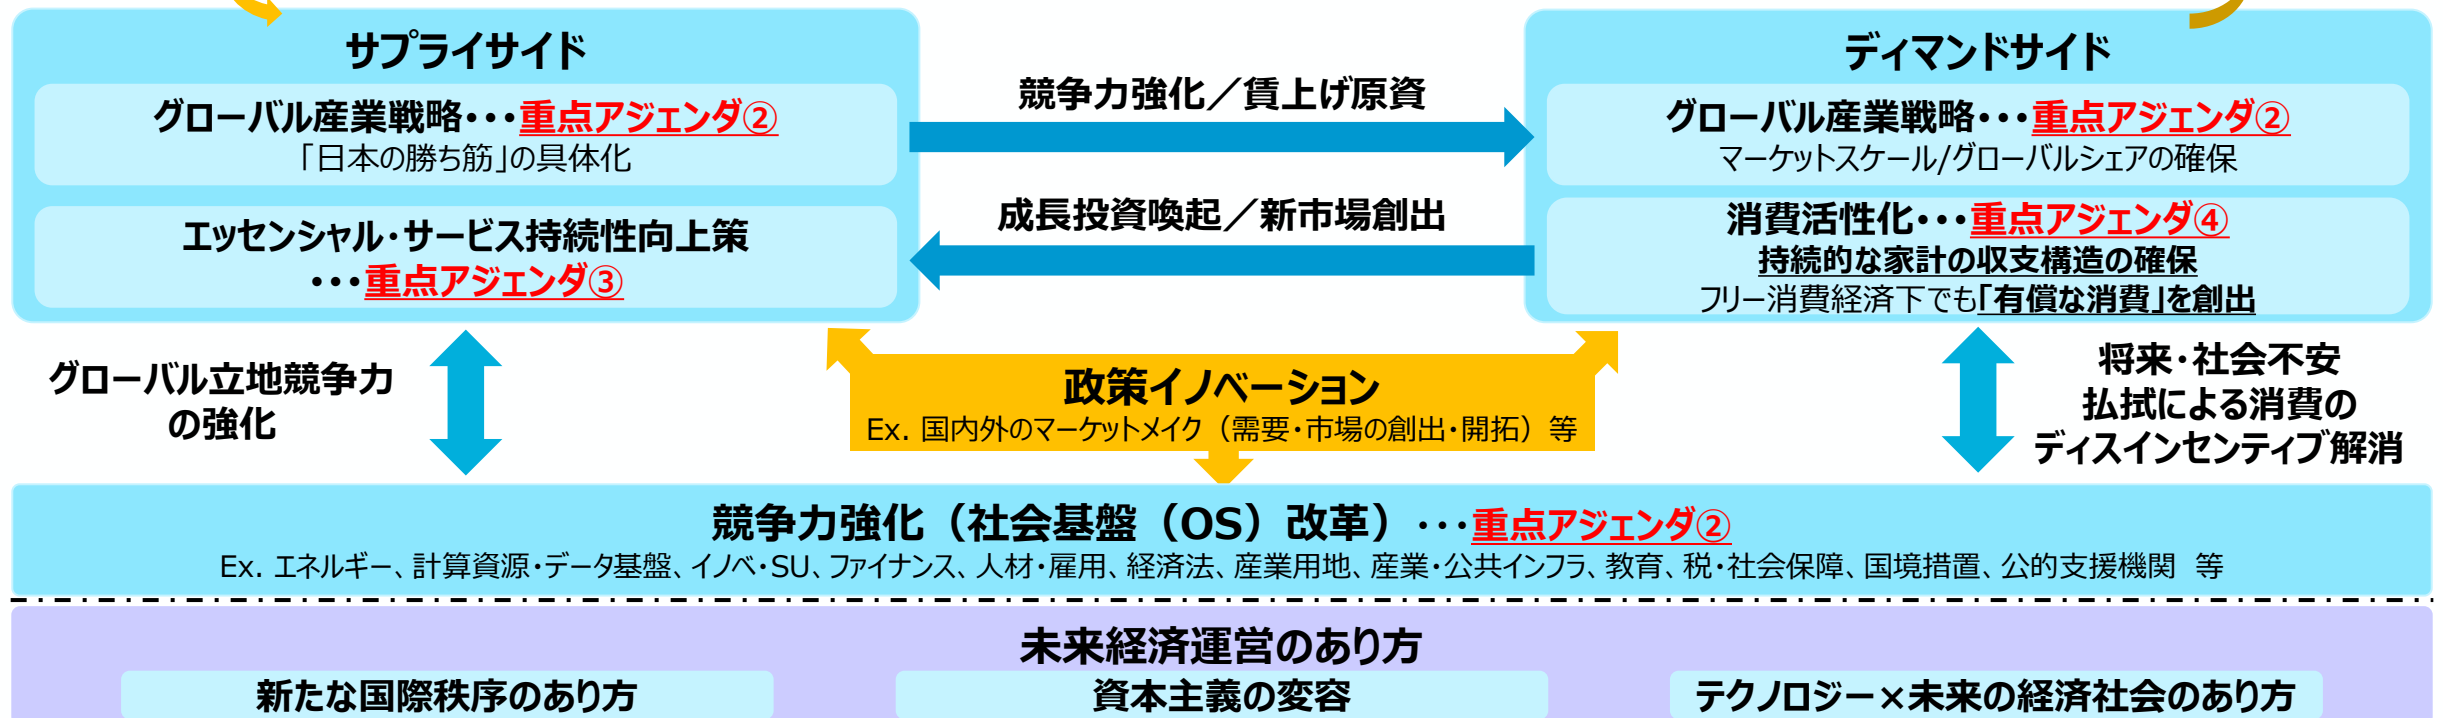 サプライサイド
グローバル産業戦略･･･重点アジェンダ②
「日本の勝ち筋」の具体化
エッセンシャル・サービス持続性向上策
･･･重点アジェンダ③
競争力強化／賃上げ原資
成長投資喚起／新市場創出
ディマンドサイド
グローバル産業戦略･･･重点アジェンダ②
マーケットスケール/グローバルシェアの確保
消費活性化･･･重点アジェンダ④
持続的な家計の収支構造の確保
フリー消費経済下でも「有償な消費」を創出
グローバル立地競争力
の強化
政策イノベーション
Ex. 国内外のマーケットメイク（需要・市場の創出・開拓）等
将来・社会不安
払拭による消費の
ディスインセンティブ解消
競争力強化（社会基盤（OS）改革）･･･重点アジェンダ②
Ex. エネルギー、計算資源・データ基盤、イノベ・SU、ファイナンス、人材・雇用、経済法、産業用地、産業・公共インフラ、教育、税・社会保障、国境措置、公的支援機関 等
未来経済運営のあり方
新たな国際秩序のあり方
資本主義の変容
テクノロジー×未来の経済社会のあり方